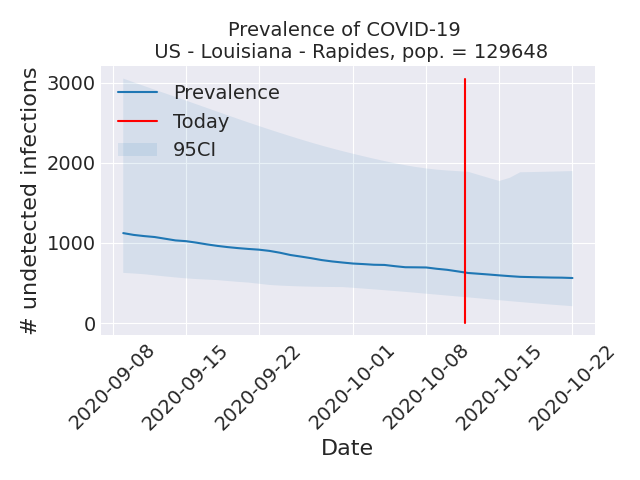 Prevalence of COVID-19
US - Louisiana - Rapides, pop. = 129648
# undetected infections
3000
2000
1000
0
Prevalence
Today
95CI
2020-09-08
2020-09-15
2020-09-22
2020-10-01
2020-10-08
2020-10-15
2020-10-22
Date